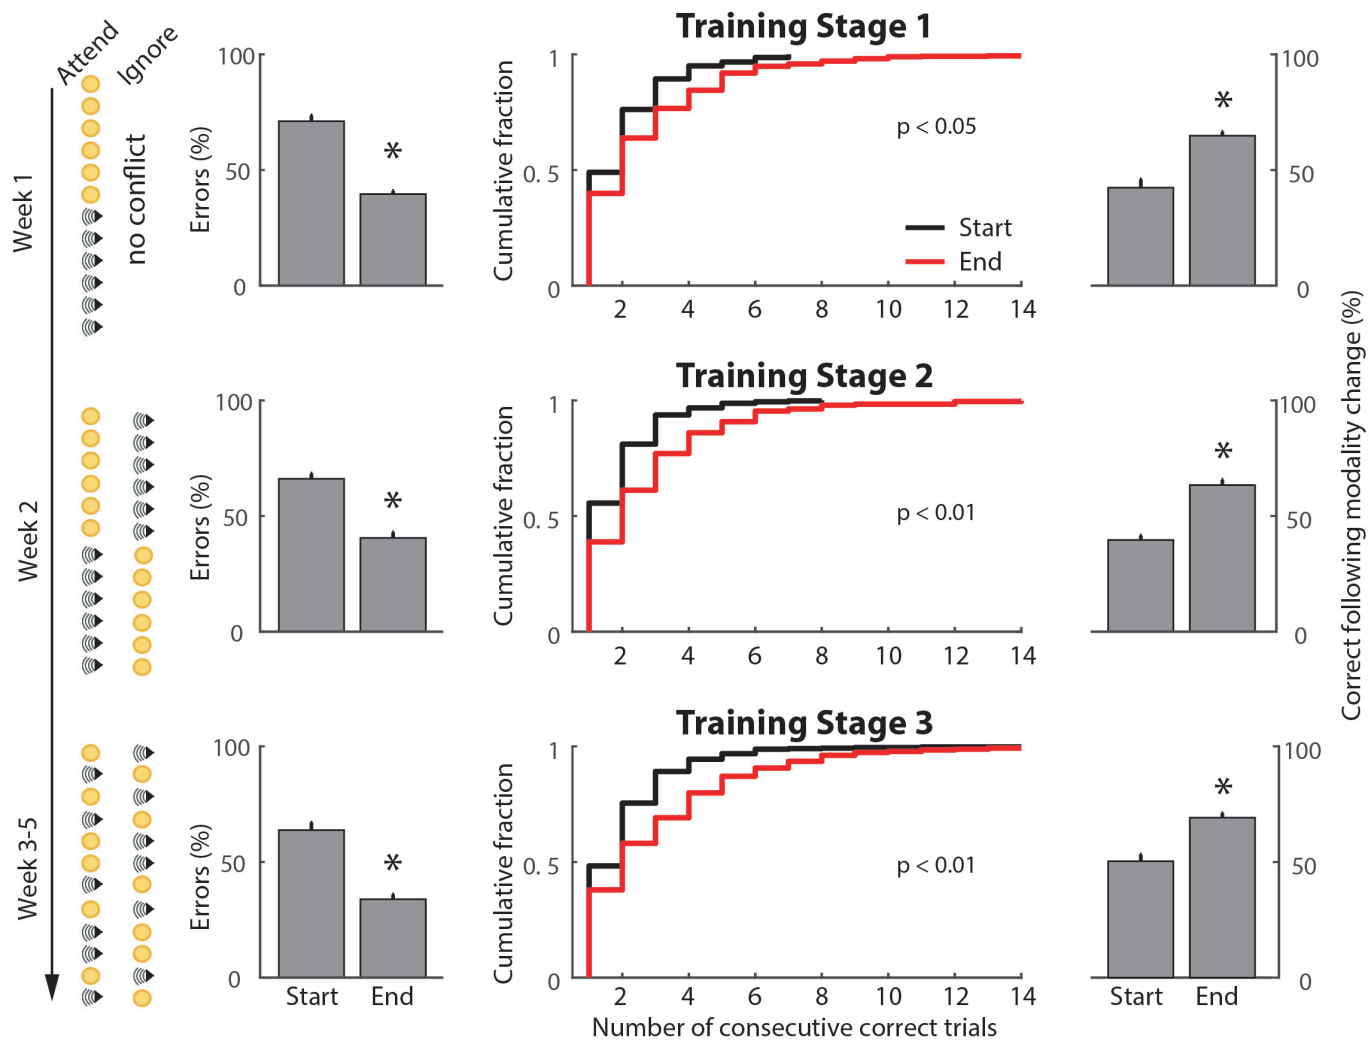 Attend
Ignore
Week 1
no conflict
Errors (%)
100
50
0
*
Training Stage 1
Cumulative fraction
1
0.5
0
p < 0.05
Start
End
2 4 6 8 10 12 14
*
100
50
0
Week 2
Errors (%)
100
50
0
*
Training Stage 2
Cumulative fraction
1
0.5
0
p < 0.01
2 4 6 8 10 12 14
*
100
50
0
Correct following modality change (%)
Week 3-5
Errors (%)
100
50
0
*
Start End
Training Stage 3
Cumulative fraction
1
0.5
0
p < 0.01
2 4 6 8 10 12 14
Number of consecutive correct trials
*
100
50
0
Start End